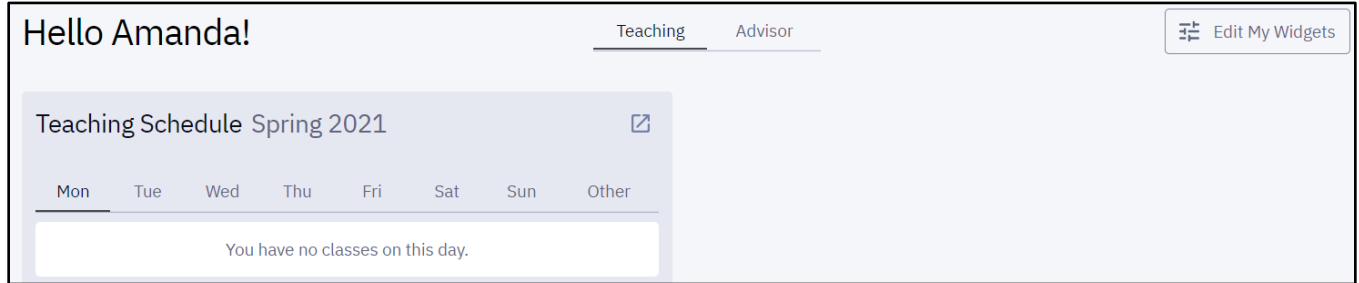 Hello Amanda!
Teaching Advisor
Edit My Widgets
Teaching Schedule Spring 2021
Mon Tue Wed Thu Fri Sat Sun Other
You have no classes on this day.